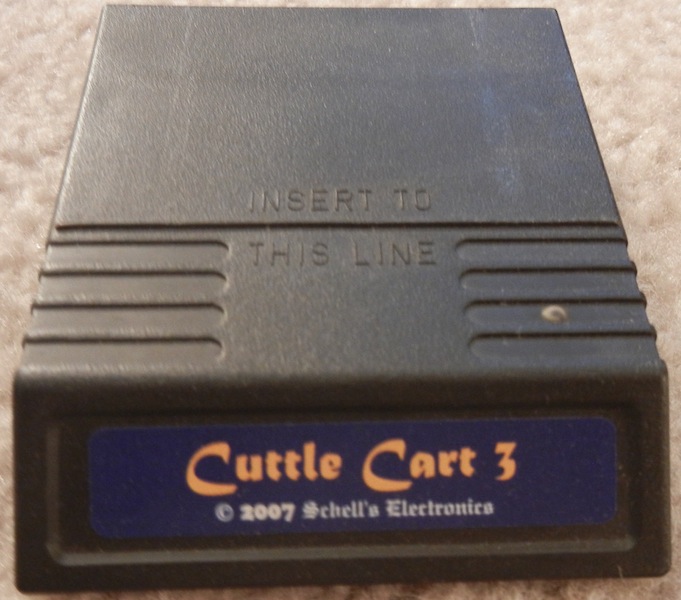 INSERT TO
THIS LINE
Cuttle Cart 3
© 2007 Schell's Electronics